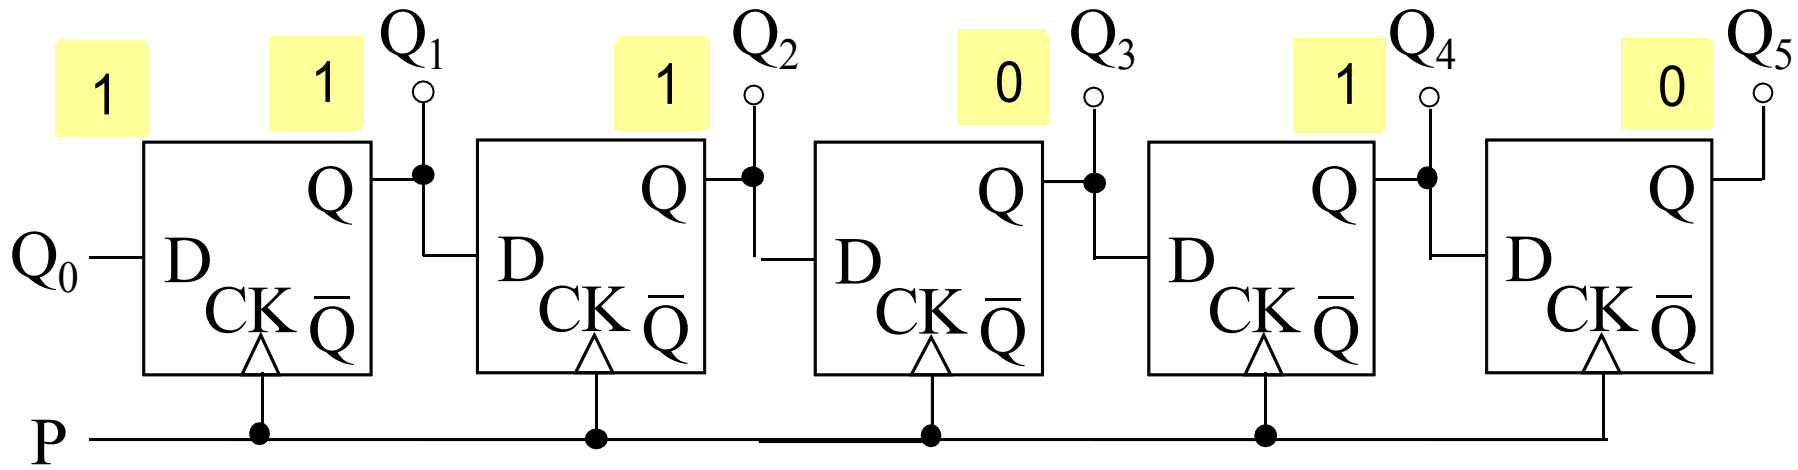 Q1 Q2 Q3 Q4 Q5
1 1 1 0 1 0
Q Q Q Q Q
Q0 D D D D D
CK Q̅ CK Q̅ CK Q̅ CK Q̅ CK Q̅
P